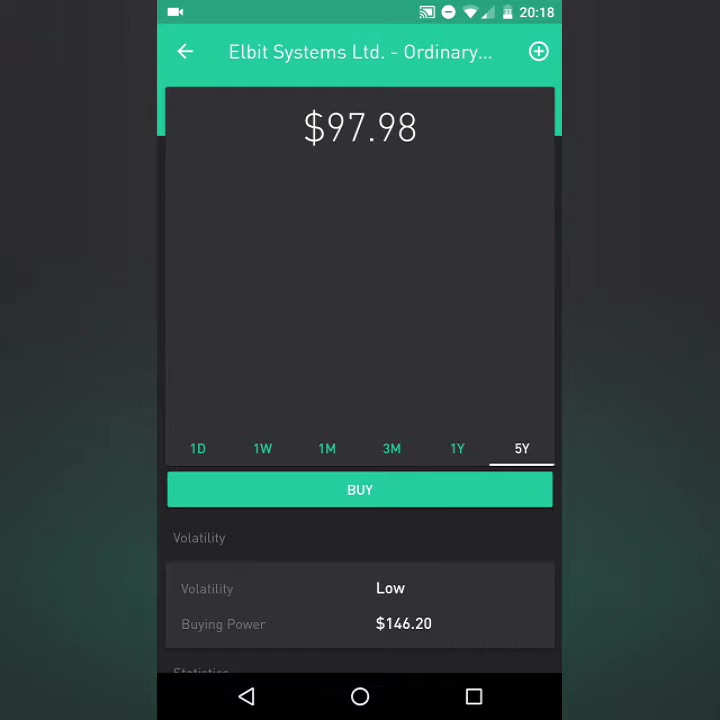 20:18
Elbit Systems Ltd. - Ordinary...
$97.98
1D 1W 1M 3M 1Y 5Y
BUY
Volatility
Volatility Low
Buying Power $146.20
Statistics